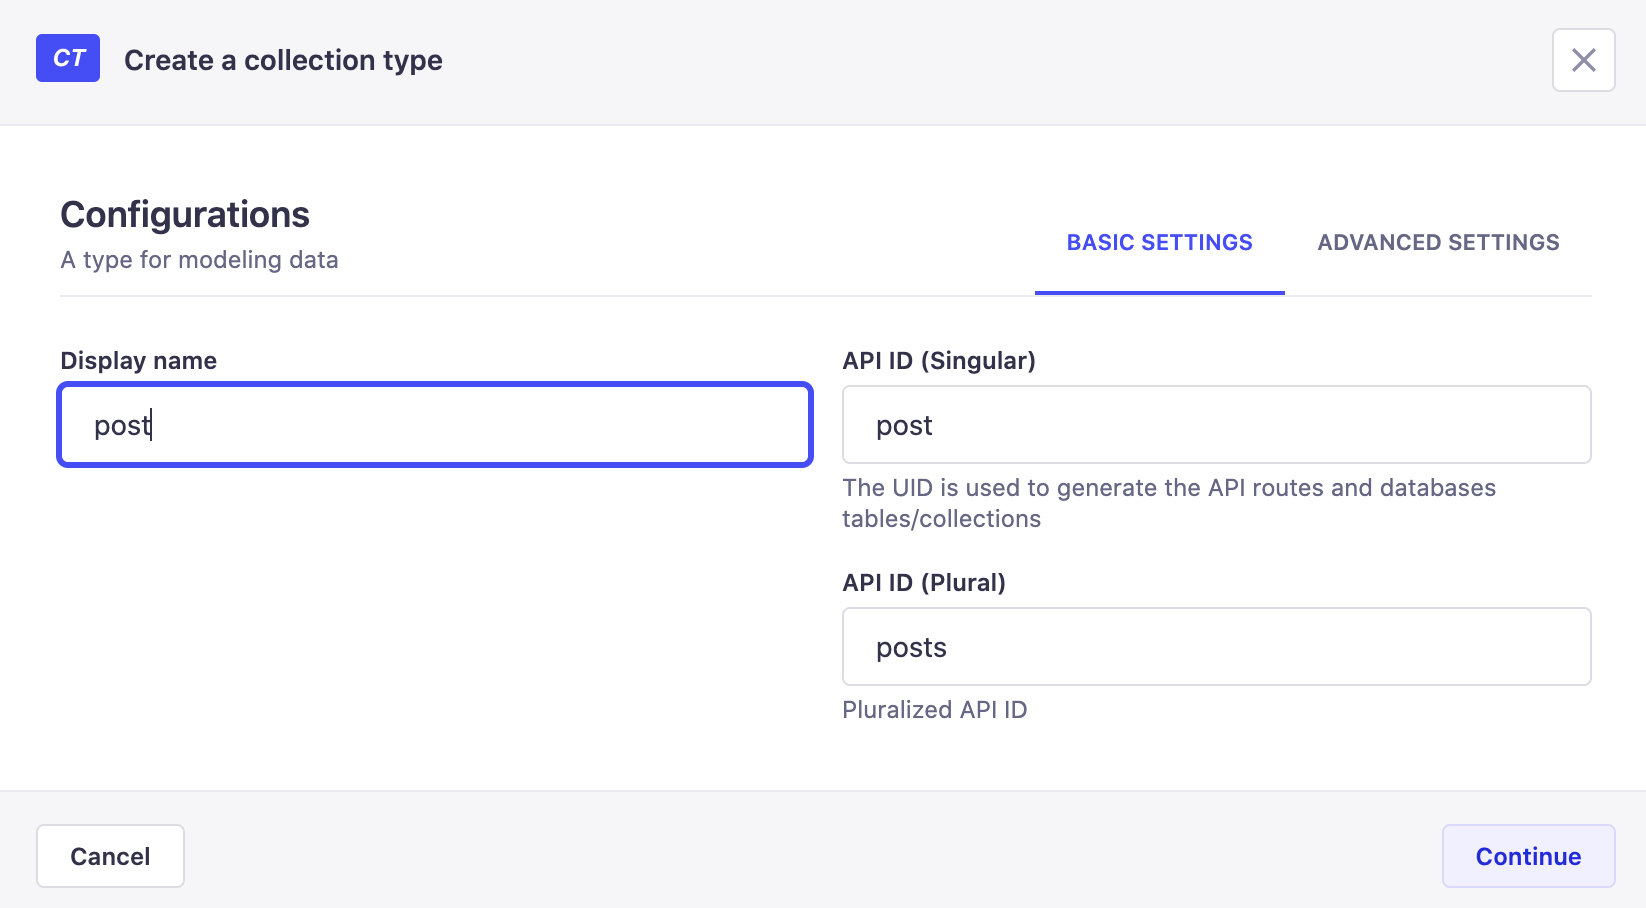 CT
Create a collection type
Configurations
A type for modeling data
BASIC SETTINGS
ADVANCED SETTINGS
Display name
post
API ID (Singular)
post
The UID is used to generate the API routes and databases
tables/collections
API ID (Plural)
posts
Pluralized API ID
Cancel
Continue